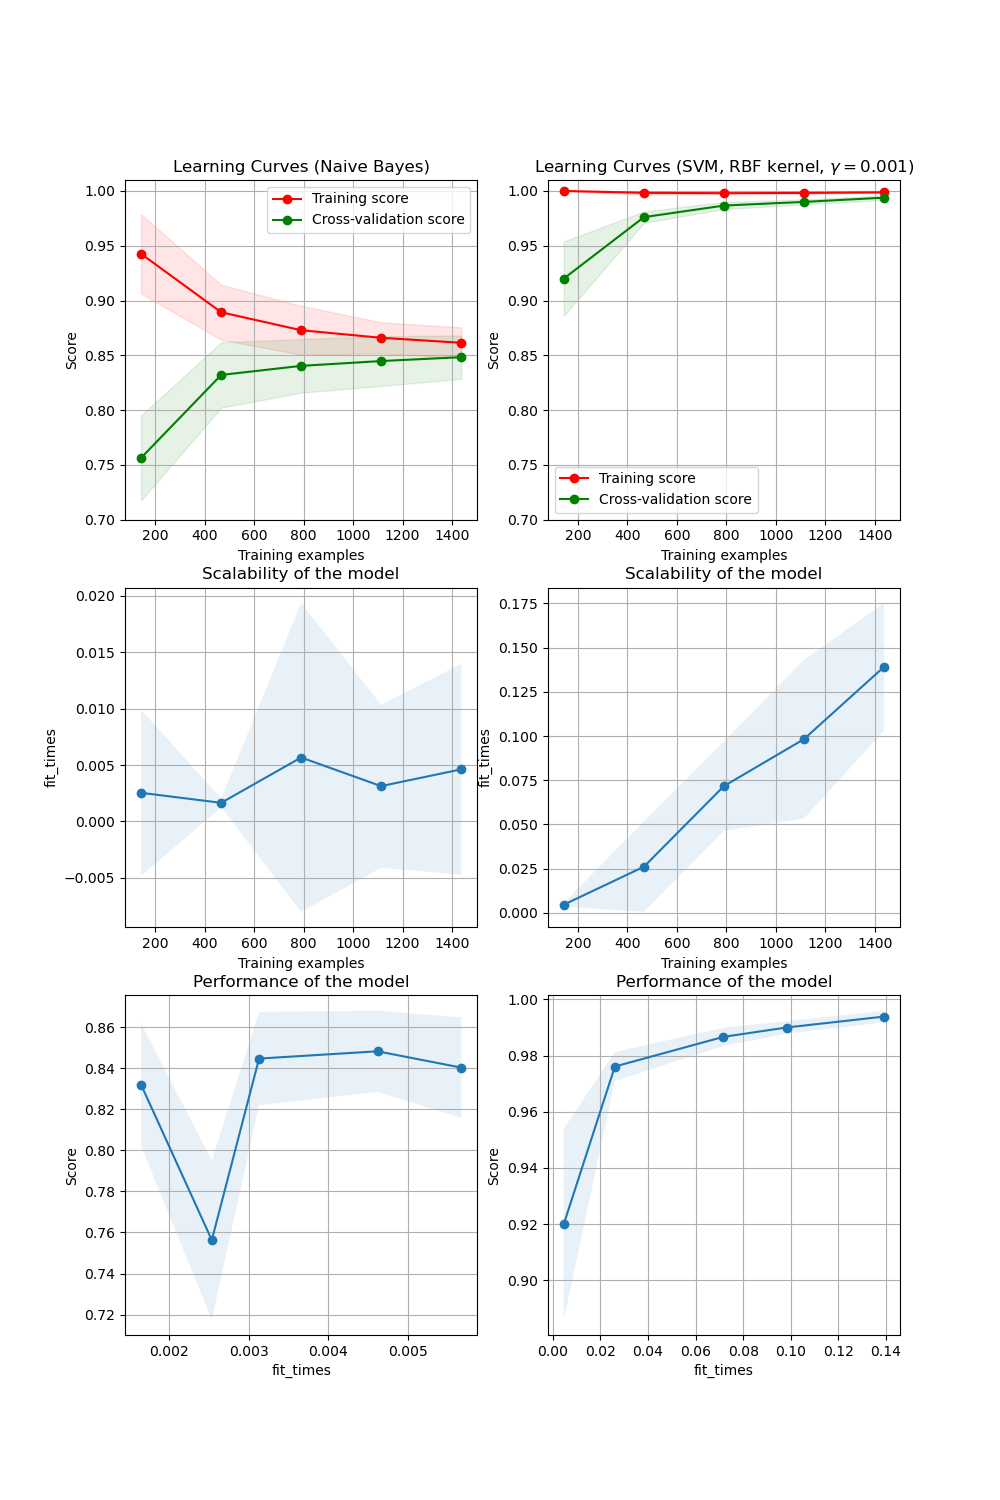 Learning Curves (Naive Bayes)
1.00
0.95
0.90
0.85
0.80
0.75
0.70
Score
Training score
Cross-validation score
200 400 600 800 1000 1200 1400
Training examples
Learning Curves (SVM, RBF kernel, γ = 0.001)
1.00
0.95
0.90
0.85
0.80
0.75
0.70
Score
Training score
Cross-validation score
200 400 600 800 1000 1200 1400
Training examples
Scalability of the model
0.020
0.015
0.010
0.005
0.000
−0.005
fit_times
200 400 600 800 1000 1200 1400
Training examples
Scalability of the model
0.175
0.150
0.125
0.100
0.075
0.050
0.025
0.000
fit_times
200 400 600 800 1000 1200 1400
Training examples
Performance of the model
0.86
0.84
0.82
0.80
0.78
0.76
0.74
0.72
Score
0.002 0.003 0.004 0.005
fit_times
Performance of the model
1.00
0.98
0.96
0.94
0.92
0.90
Score
0.00 0.02 0.04 0.06 0.08 0.10 0.12 0.14
fit_times